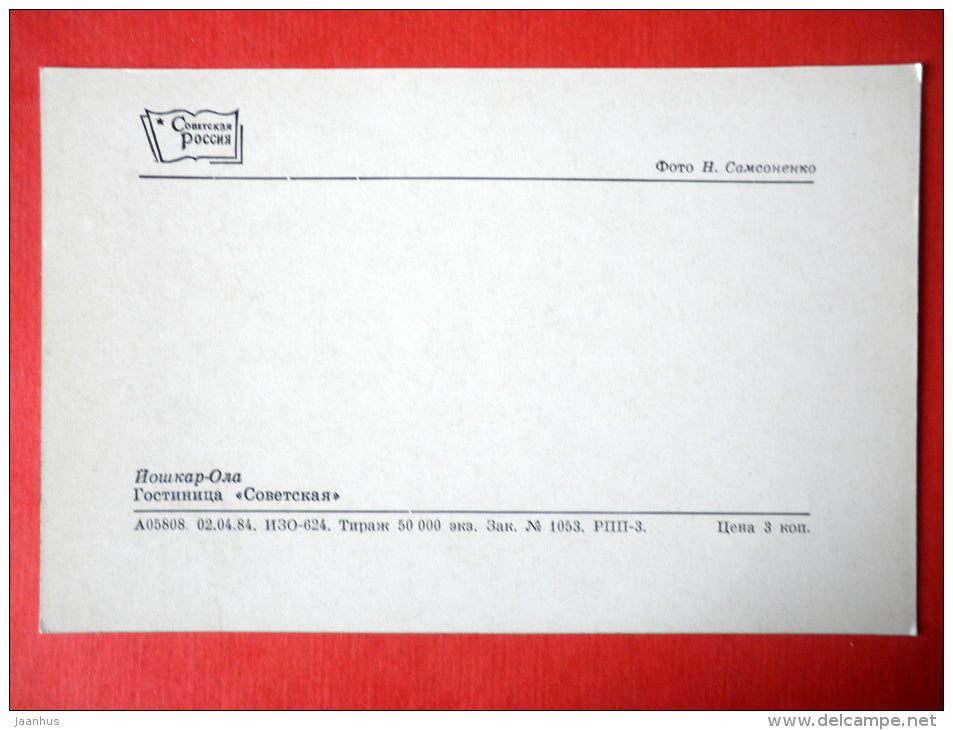 Советская
Россия
Фото Н. Самсоненко
Йошкар-Ола
Гостиница «Советская»
А05808. 02.04.84. ИЗО-624. Тираж 50 000 экз. Зак. № 1053. РПП-3. Цена 3 коп.
jaanhus
www.delcampe.net